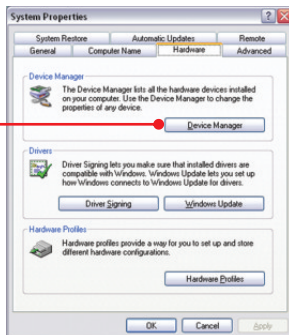 System Properties
System Restore Automatic Updates Remote
General Computer Name Hardware Advanced
Device Manager
The Device Manager lists all the hardware devices installed
on your computer. Use the Device Manager to change the
properties of any device.
Device Manager
Drivers
Driver Signing lets you make sure that installed drivers are
compatible with Windows. Windows Update lets you set up
how Windows connects to Windows Update for drivers.
Driver Signing Windows Update
Hardware Profiles
Hardware profiles provide a way for you to set up and store
different hardware configurations.
Hardware Profiles
OK Cancel Apply